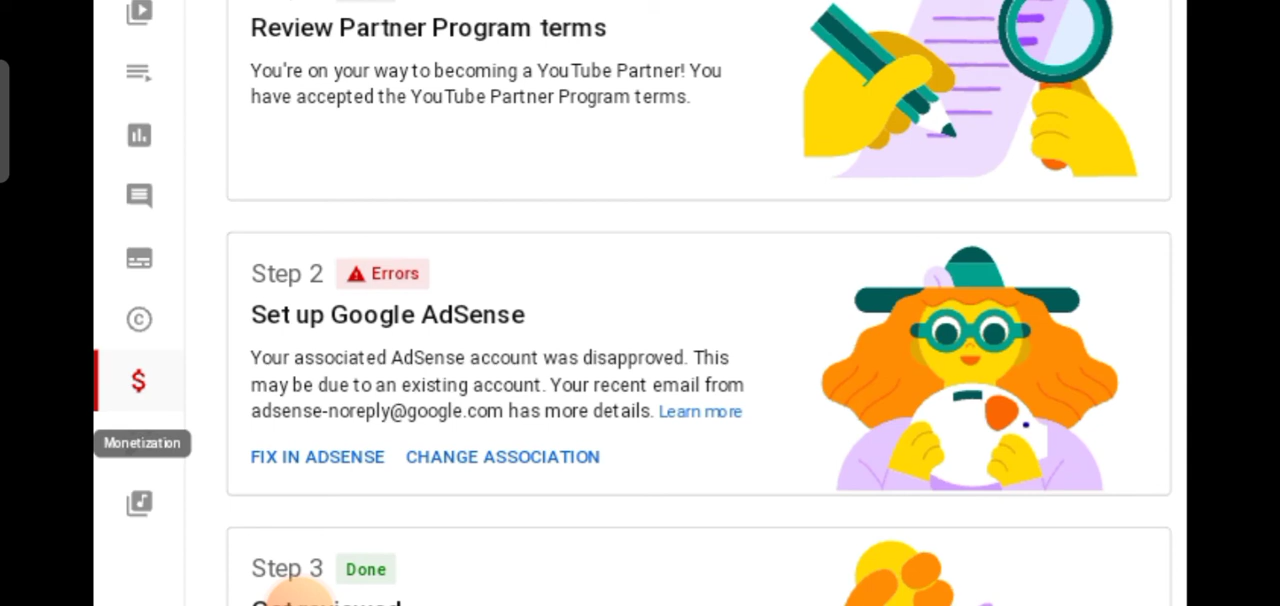 Review Partner Program terms
You're on your way to becoming a YouTube Partner! You
have accepted the YouTube Partner Program terms.
Step 2 Errors
Set up Google AdSense
Your associated AdSense account was disapproved. This
may be due to an existing account. Your recent email from
adsense-noreply@google.com has more details. Learn more
Monetization
FIX IN ADSENSE CHANGE ASSOCIATION
Step 3 Done